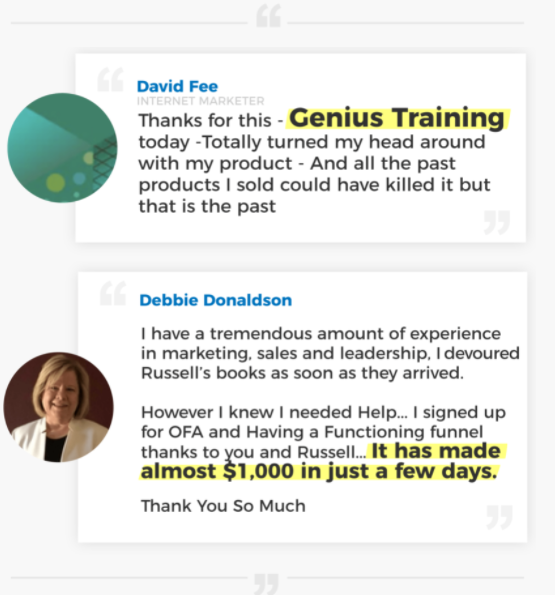 David Fee
INTERNET MARKETER
Thanks for this - Genius Training
today -Totally turned my head around
with my product - And all the past
products I sold could have killed it but
that is the past
Debbie Donaldson
I have a tremendous amount of experience
in marketing, sales and leadership, I devoured
Russell's books as soon as they arrived.
However I knew I needed Help... I signed up
for OFA and Having a Functioning funnel
thanks to you and Russell... It has made
almost $1,000 in just a few days.
Thank You So Much